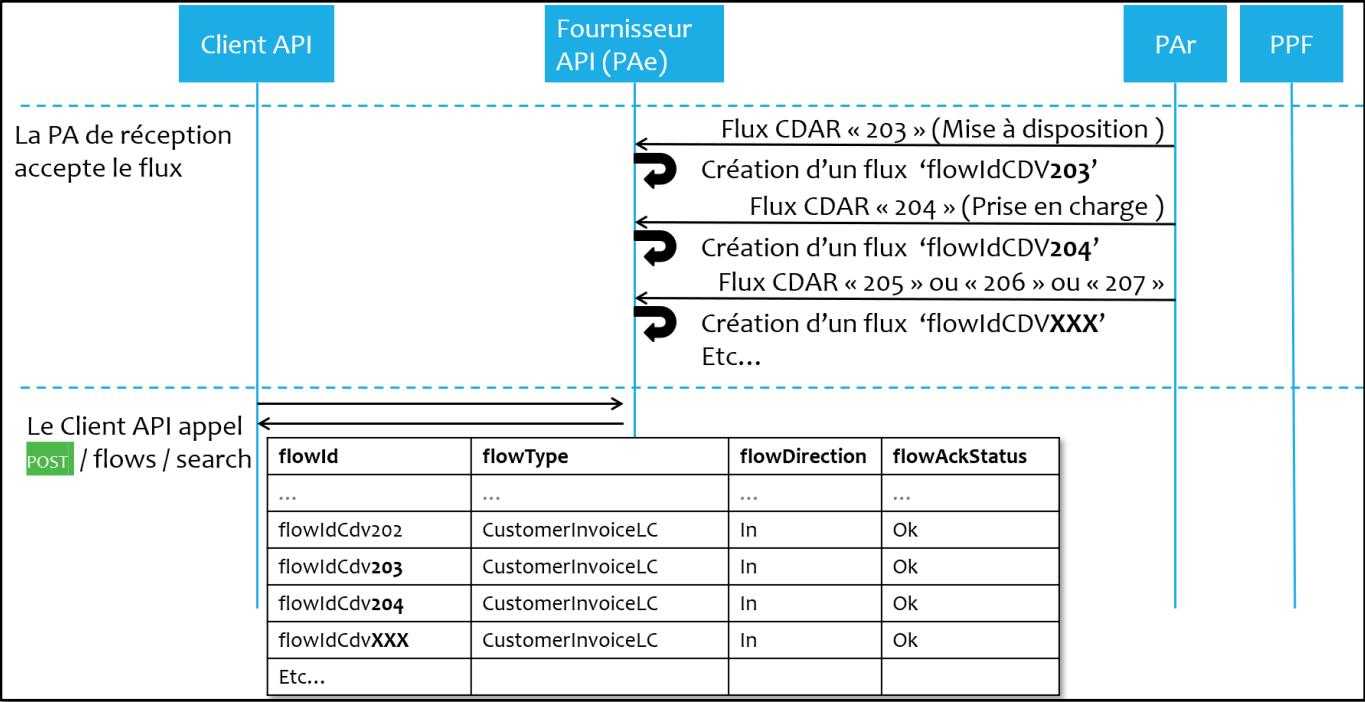 Client API
Fournisseur
API (PAe)
PAr
PPF
La PA de réception
accepte le flux
Flux CDAR « 203 » (Mise à disposition )
Création d’un flux ‘flowIdCDV203’
Flux CDAR « 204 » (Prise en charge )
Création d’un flux ‘flowIdCDV204’
Flux CDAR « 205 » ou « 206 » ou « 207 »
Création d’un flux ‘flowIdCDVXXX’
Etc…
Le Client API appel
POST / flows / search
flowId flowType flowDirection flowAckStatus
… … … …
flowIdCdv202 CustomerInvoiceLC In Ok
flowIdCdv203 CustomerInvoiceLC In Ok
flowIdCdv204 CustomerInvoiceLC In Ok
flowIdCdvXXX CustomerInvoiceLC In Ok
Etc…